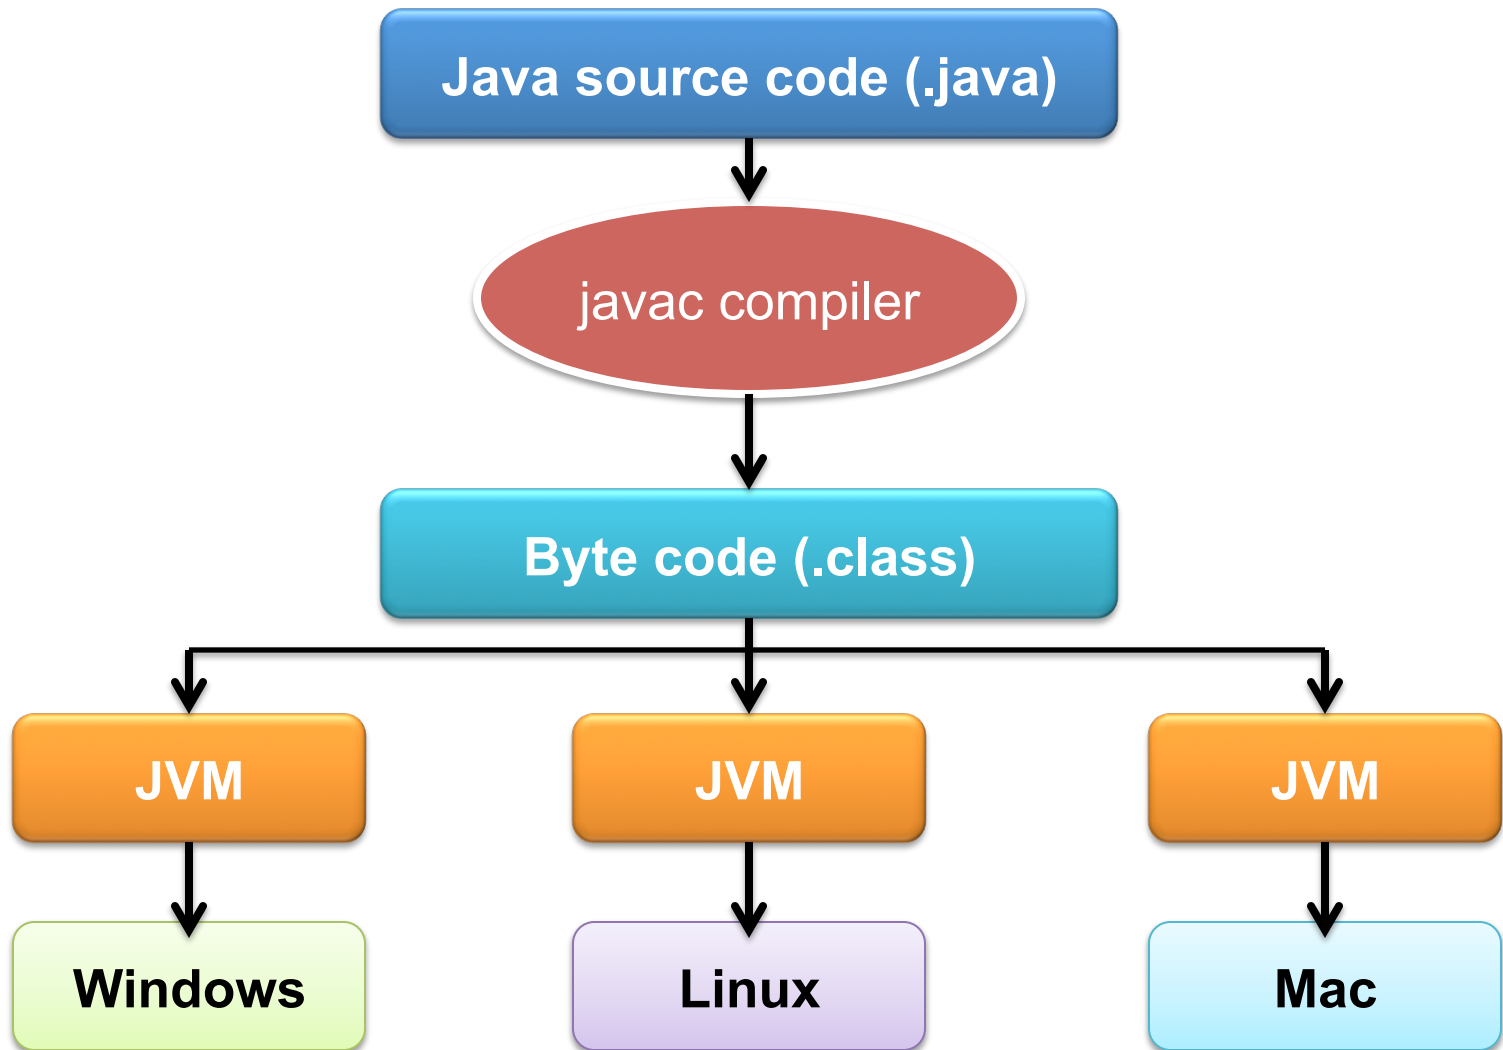 Java source code (.java)
javac compiler
Byte code (.class)
JVM
JVM
JVM
Windows
Linux
Mac